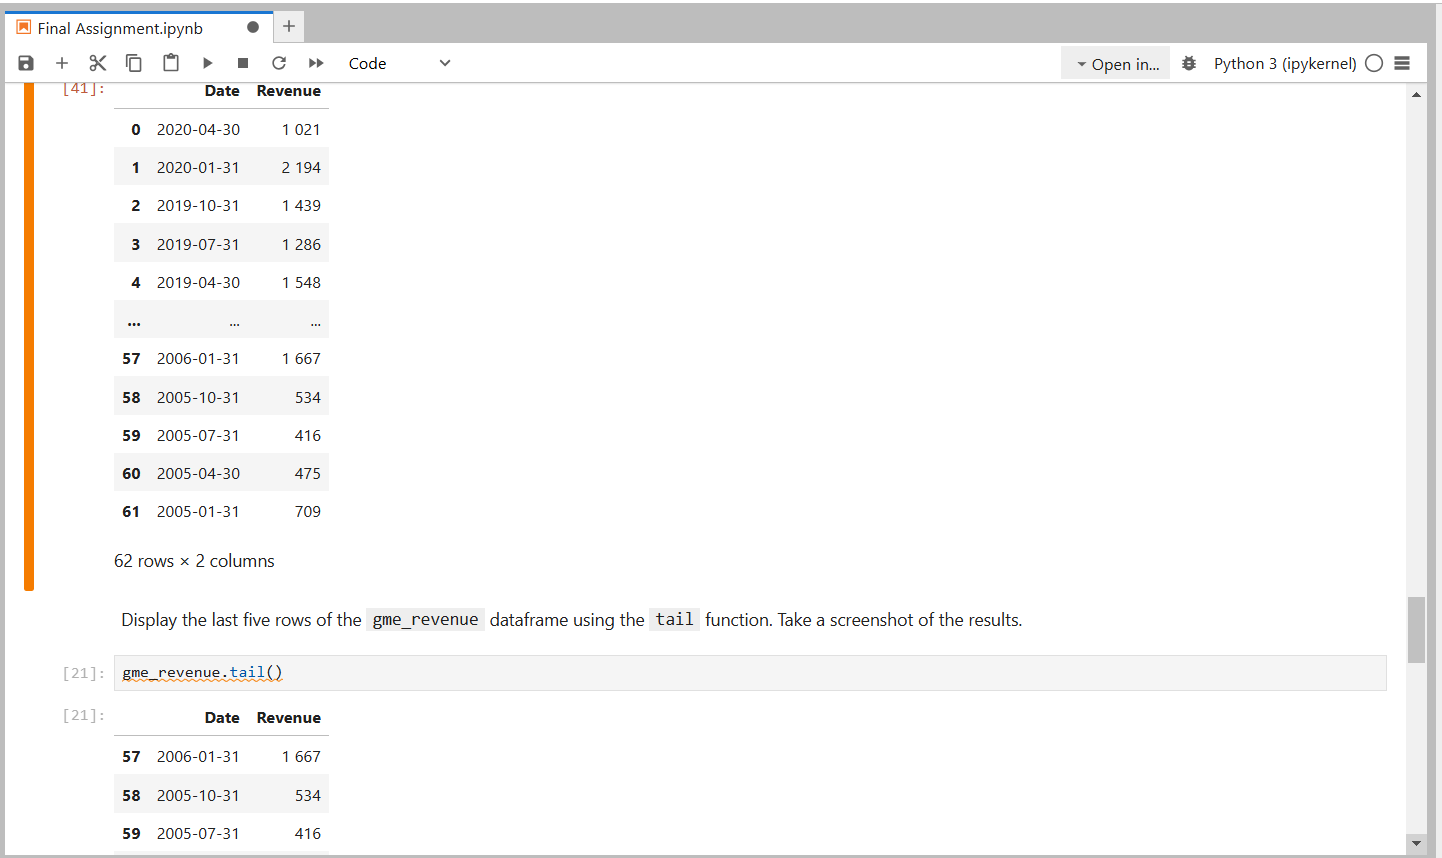 Final Assignment.ipynb
Code
Open in...
Python 3 (ipykernel)
[41]:
Date Revenue
0 2020-04-30 1 021
1 2020-01-31 2 194
2 2019-10-31 1 439
3 2019-07-31 1 286
4 2019-04-30 1 548
... ... ...
57 2006-01-31 1 667
58 2005-10-31 534
59 2005-07-31 416
60 2005-04-30 475
61 2005-01-31 709
62 rows × 2 columns
Display the last five rows of the gme_revenue dataframe using the tail function. Take a screenshot of the results.
[21]: gme_revenue.tail()
[21]:
Date Revenue
57 2006-01-31 1 667
58 2005-10-31 534
59 2005-07-31 416